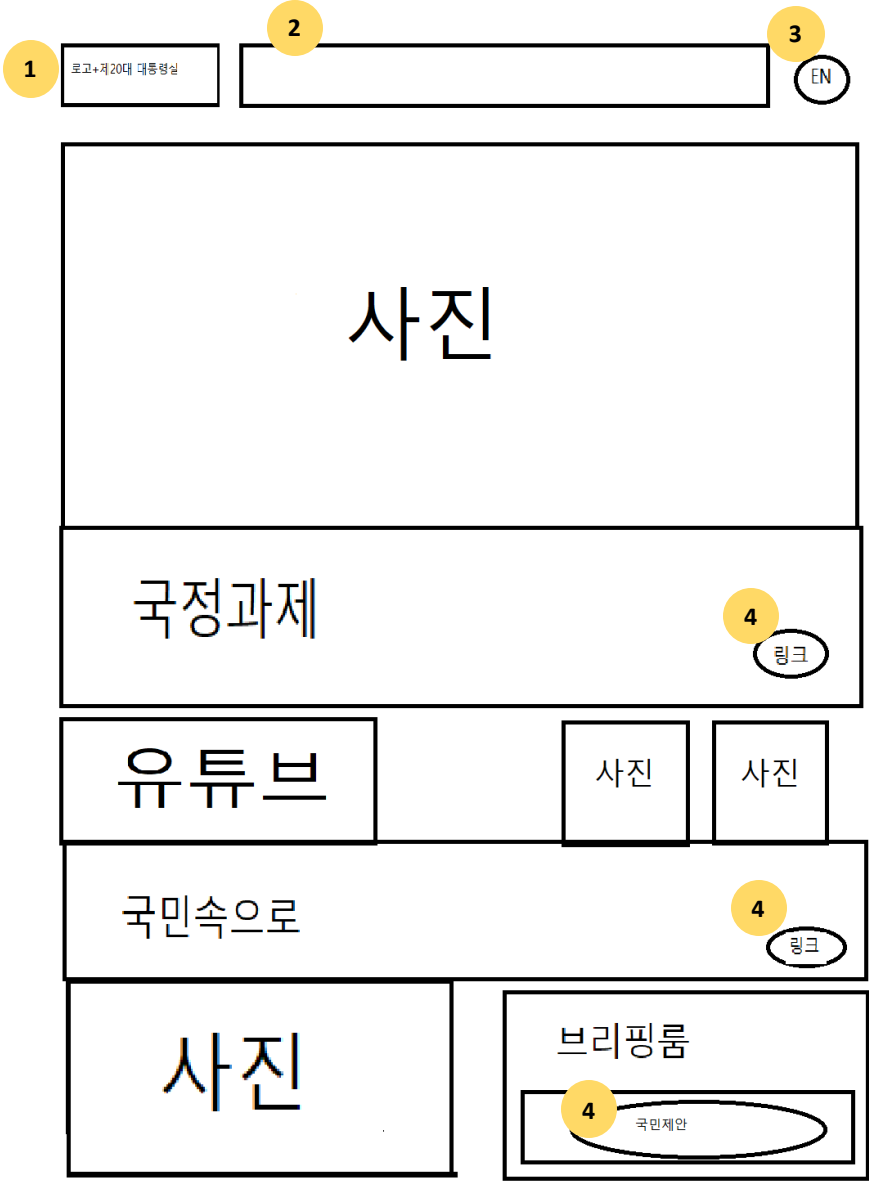 2
3
1
로고+제20대 대통령실
EN
사진
국정과제
4
링크
유튜브
사진
사진
국민속으로
4
링크
사진
브리핑룸
4
국민제안